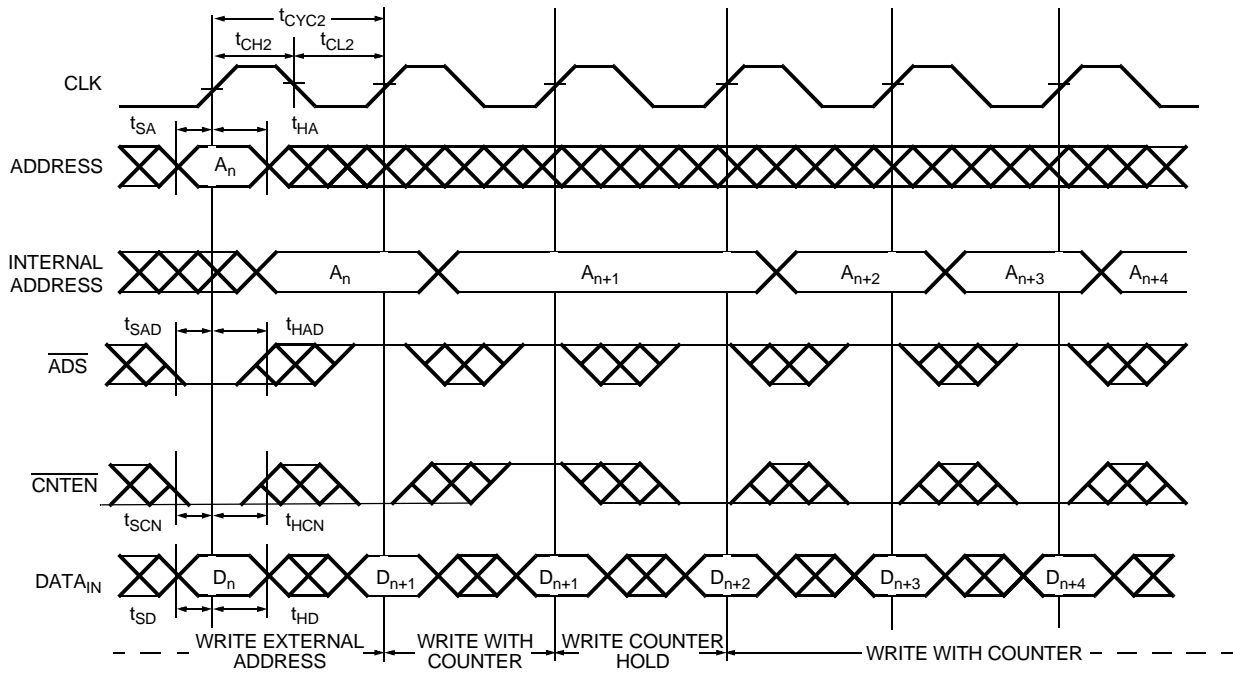 tCYC2
tCH2 tCL2
CLK
tSA tHA
ADDRESS An
INTERNAL
ADDRESS
An An+1 An+2 An+3 An+4
tSAD tHAD
ADS
CNTEN
tSCN tHCN
DATAIN Dn Dn+1 Dn+1 Dn+2 Dn+3 Dn+4
tSD tHD
WRITE EXTERNAL
ADDRESS
WRITE WITH
COUNTER
WRITE COUNTER
HOLD
WRITE WITH COUNTER